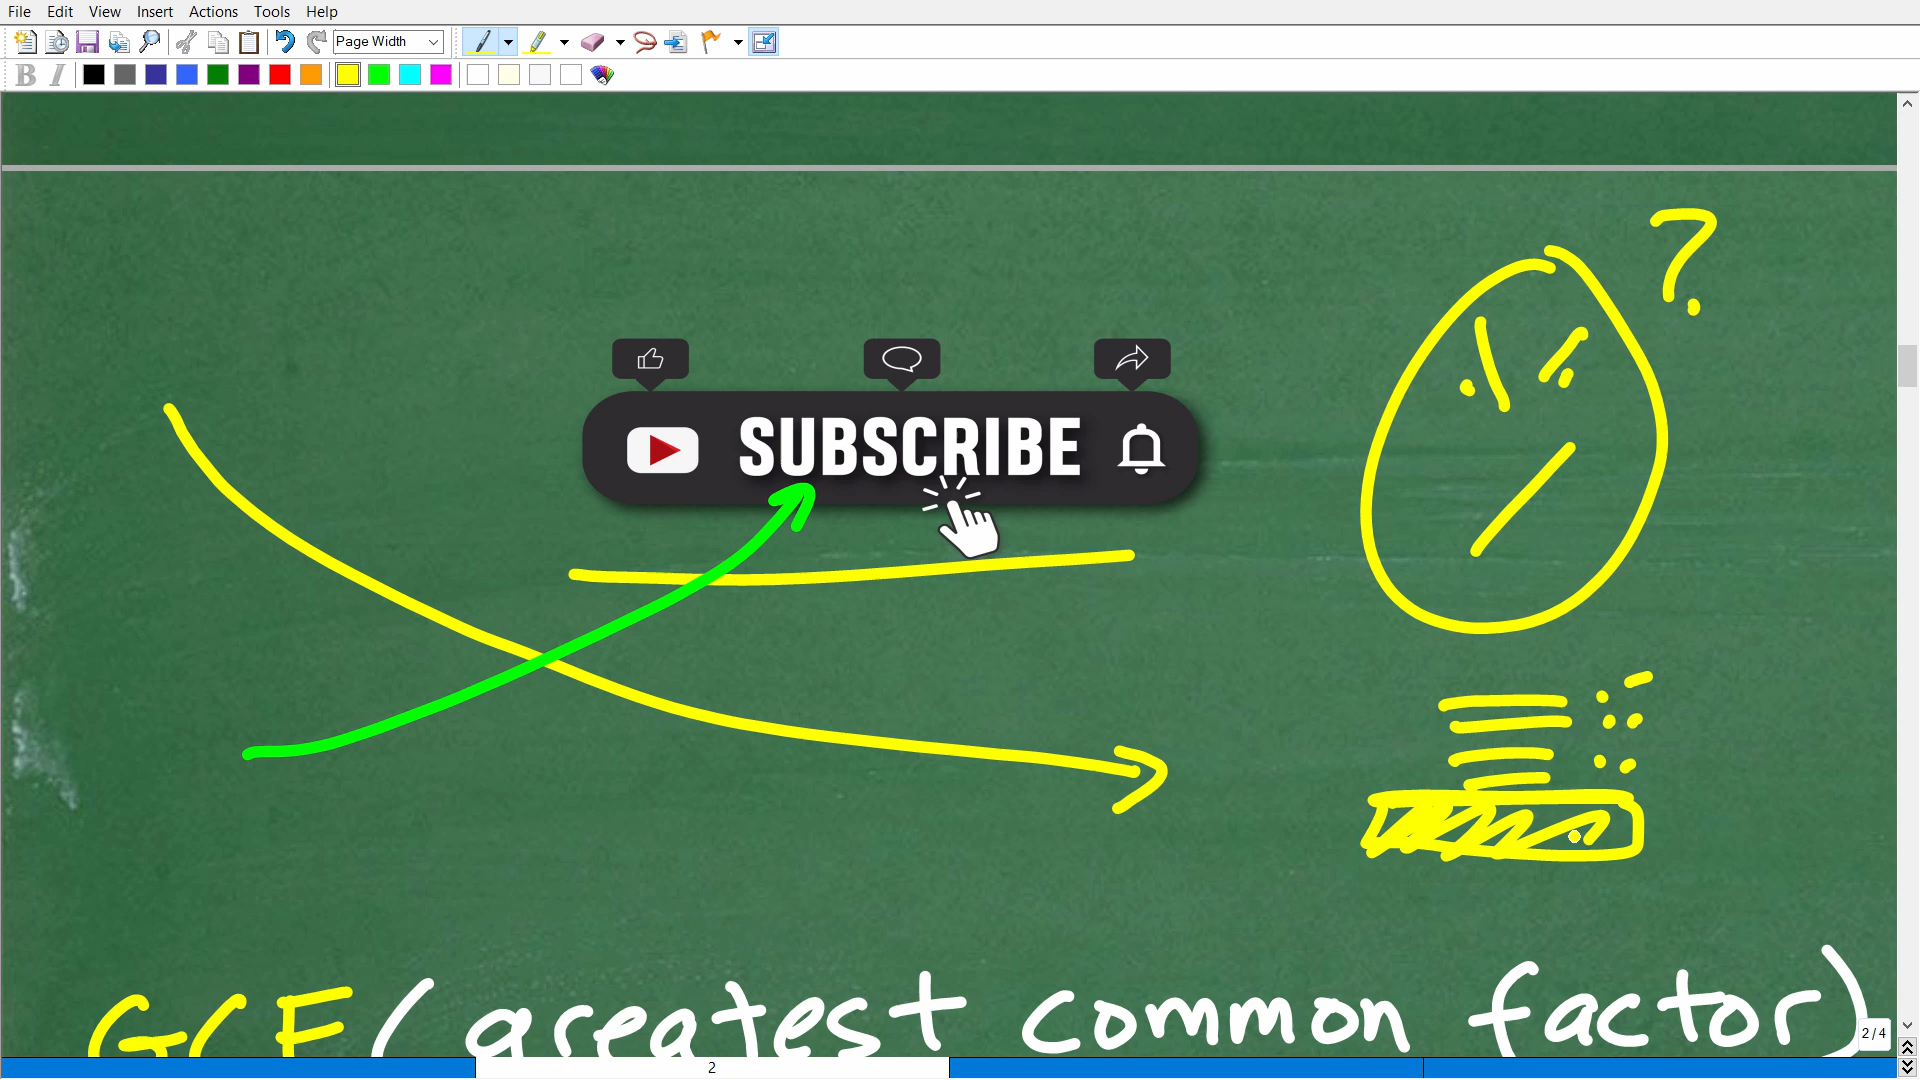 File Edit View Insert Actions Tools Help
Page Width
B I
?
SUBSCRIBE
GCF (greatest common factor)
2 / 4
2